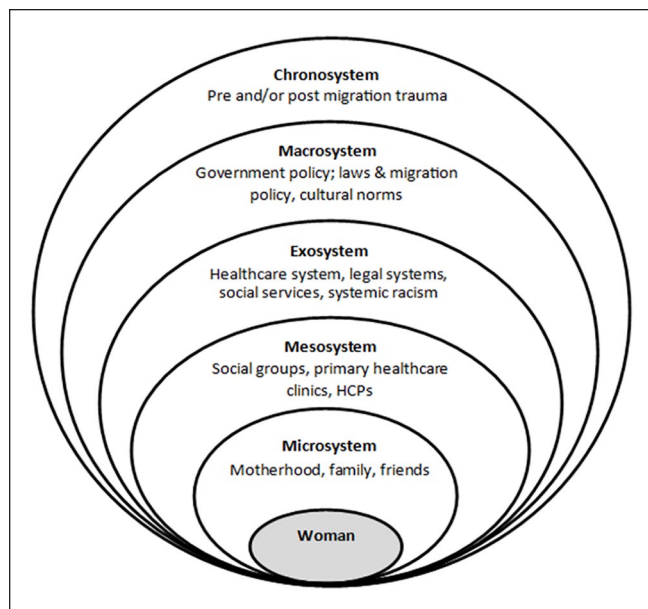 Chronosystem
Pre and/or post migration trauma
Macrosystem
Government policy; laws & migration
policy, cultural norms
Exosystem
Healthcare system, legal systems,
social services, systemic racism
Mesosystem
Social groups, primary healthcare
clinics, HCPs
Microsystem
Motherhood, family, friends
Woman